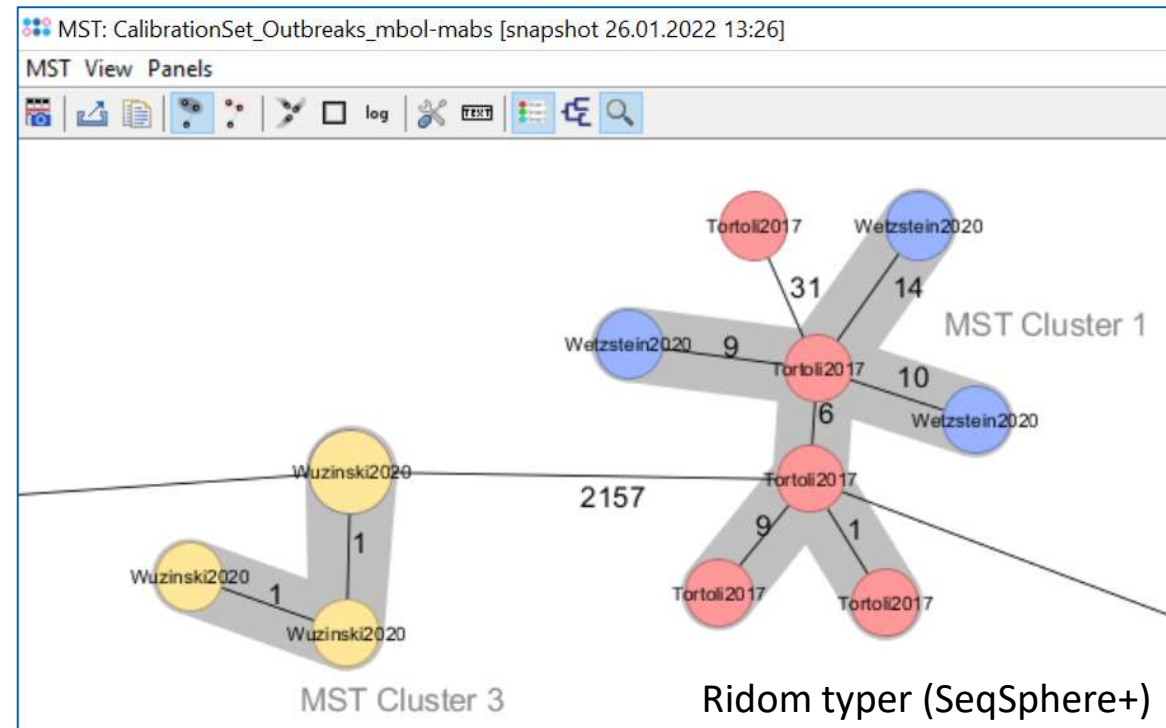 MST: CalibrationSet_Outbreaks_mbol-mabs [snapshot 26.01.2022 13:26]
MST View Panels
log TEXT
Tortoli2017
Wetzstein2020
31
14
MST Cluster 1
Wetzstein2020
9
Tortoli2017
10
Wetzstein2020
6
Wuzinski2020
2157
Tortoli2017
1
9
1
Wuzinski2020
1
Tortoli2017
Tortoli2017
Wuzinski2020
MST Cluster 3
Ridom typer (SeqSphere+)